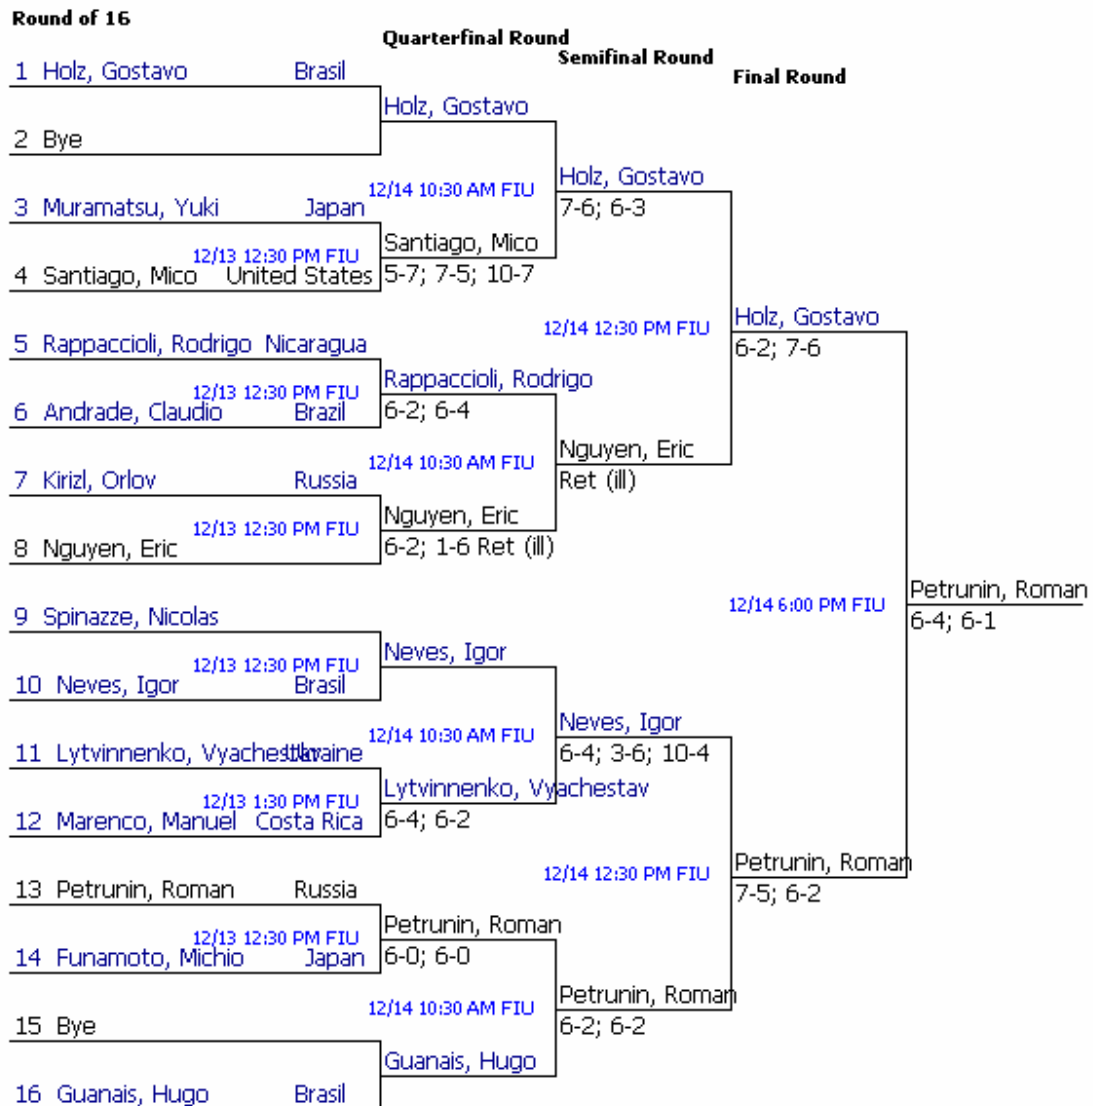 Round of 16
Quarterfinal Round
Semifinal Round
Final Round
1 Holz, Gostavo Brasil
Holz, Gostavo
2 Bye
12/14 10:30 AM FIU
Holz, Gostavo
7-6; 6-3
3 Muramatsu, Yuki Japan
12/13 12:30 PM FIU
Santiago, Mico
5-7; 7-5; 10-7
4 Santiago, Mico United States
12/14 12:30 PM FIU
Holz, Gostavo
6-2; 7-6
5 Rappaccioli, Rodrigo Nicaragua
12/13 12:30 PM FIU
Rappaccioli, Rodrigo
6-2; 6-4
6 Andrade, Claudio Brazil
12/14 10:30 AM FIU
Nguyen, Eric
Ret (ill)
7 Kirizl, Orlov Russia
12/13 12:30 PM FIU
Nguyen, Eric
6-2; 1-6 Ret (ill)
8 Nguyen, Eric
12/14 6:00 PM FIU
Petrunin, Roman
6-4; 6-1
9 Spinazze, Nicolas
12/13 12:30 PM FIU
Neves, Igor
10 Neves, Igor Brasil
12/14 10:30 AM FIU
Neves, Igor
6-4; 3-6; 10-4
11 Lytvinnenko, Vyachestav Ukraine
12/13 1:30 PM FIU
Lytvinnenko, Vyachestav
6-4; 6-2
12 Marenco, Manuel Costa Rica
12/14 12:30 PM FIU
Petrunin, Roman
7-5; 6-2
13 Petrunin, Roman Russia
12/13 12:30 PM FIU
Petrunin, Roman
6-0; 6-0
14 Funamoto, Michio Japan
12/14 10:30 AM FIU
Petrunin, Roman
6-2; 6-2
15 Bye
Guanais, Hugo
16 Guanais, Hugo Brasil